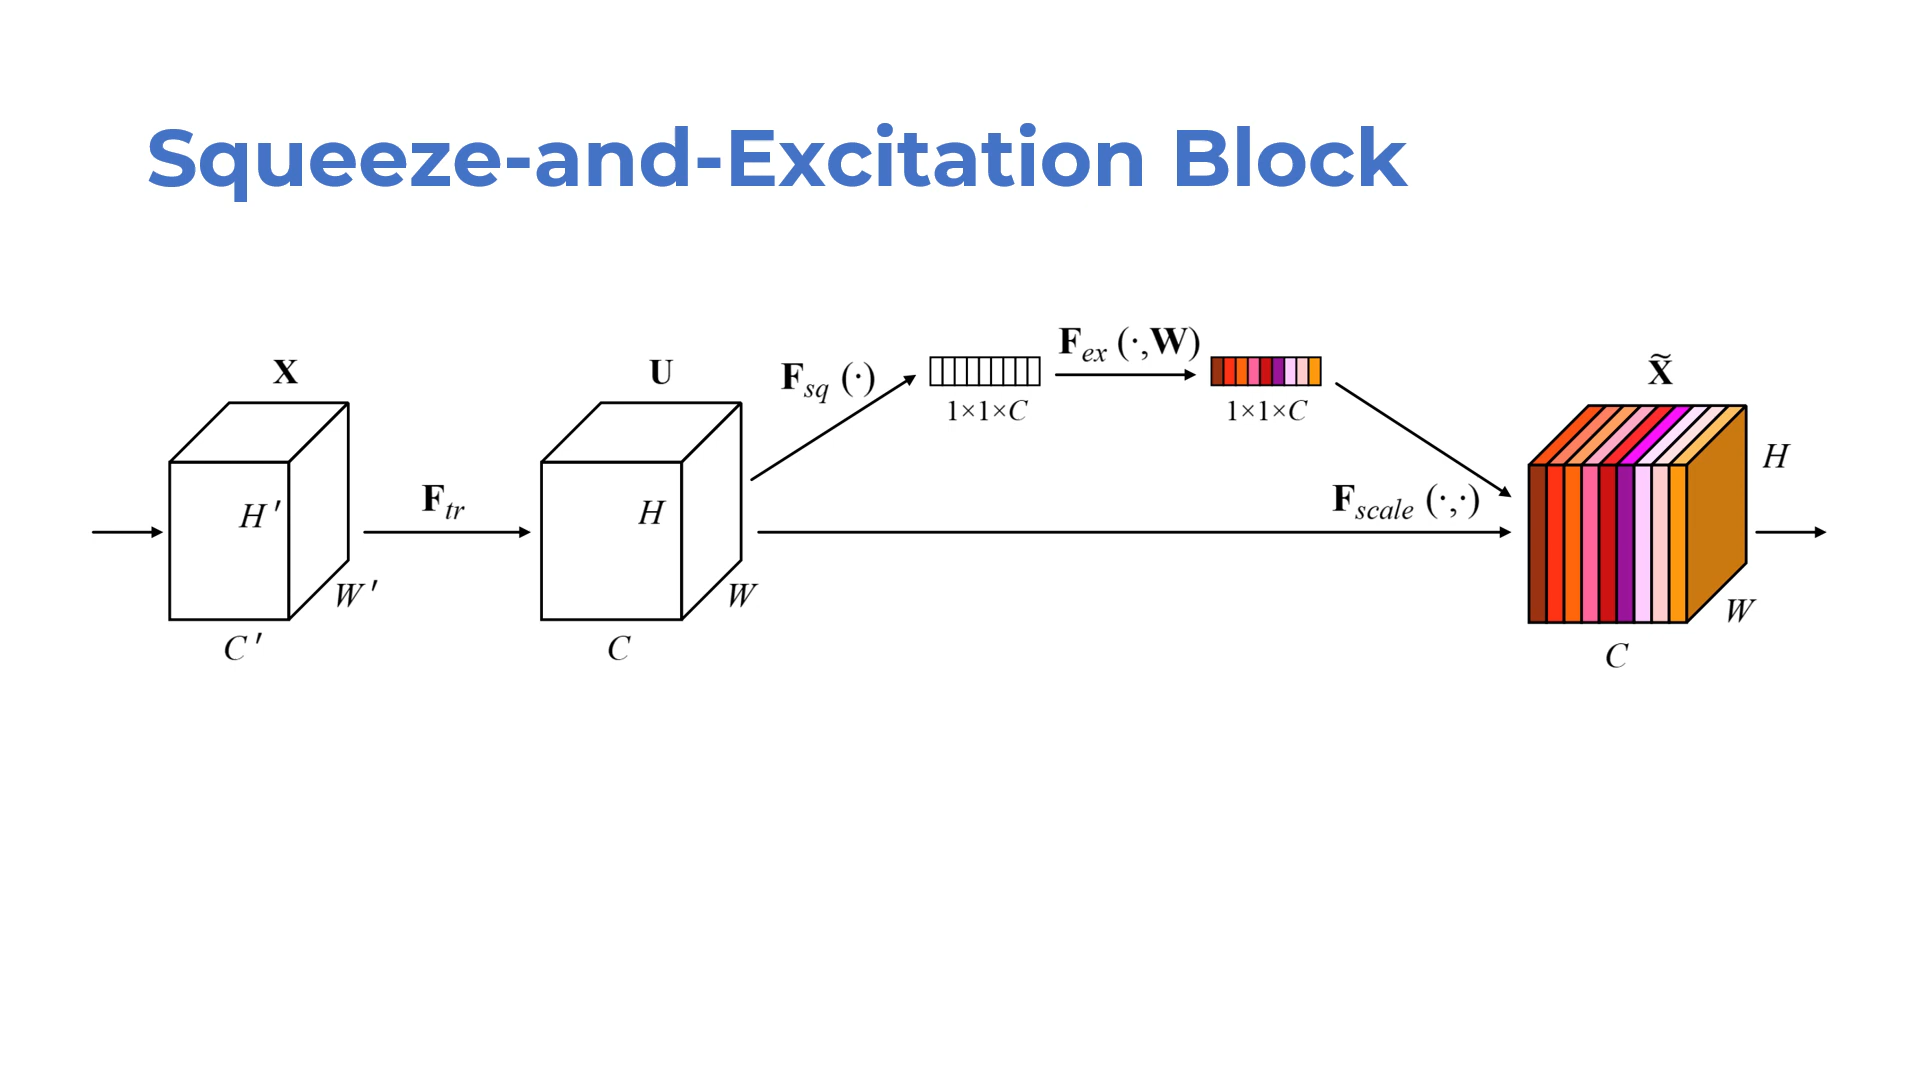 Squeeze-and-Excitation Block
X
H′
W′
C′
F_tr
U
H
W
C
F_sq (·)
1×1×C
F_ex (·,W)
1×1×C
F_scale (·,·)
X̃
H
W
C